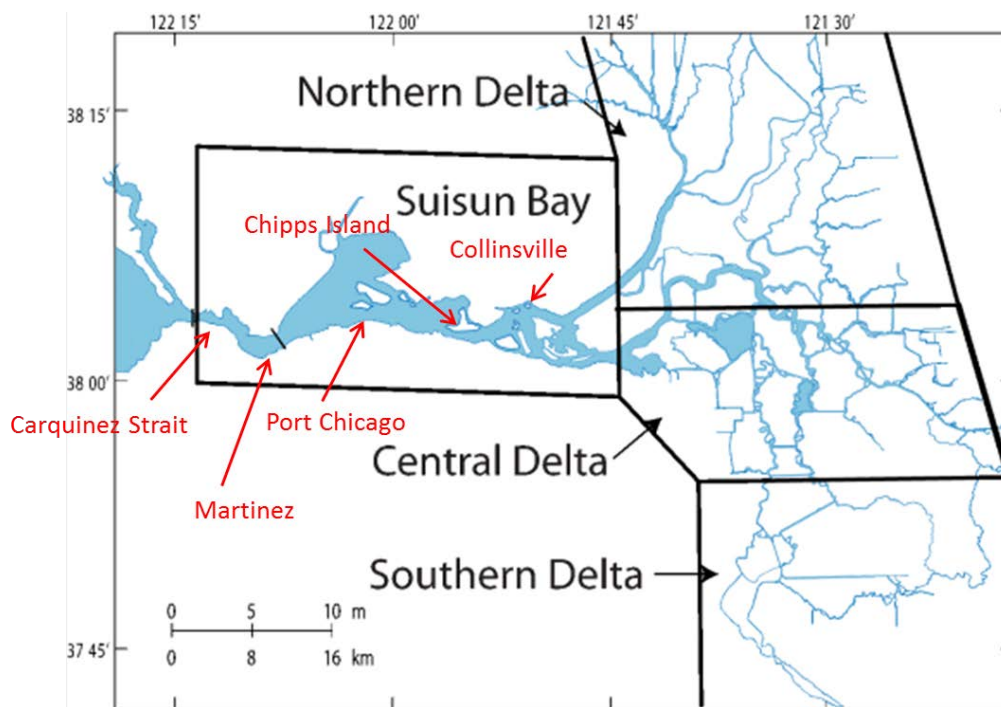 122 15'
122 00'
121 45'
121 30'
Northern Delta
38 15'
Suisun Bay
Chipps Island
Collinsville
38 00'
Carquinez Strait
Port Chicago
Central Delta
Martinez
Southern Delta
0 5 10 m
37 45'
0 8 16 km